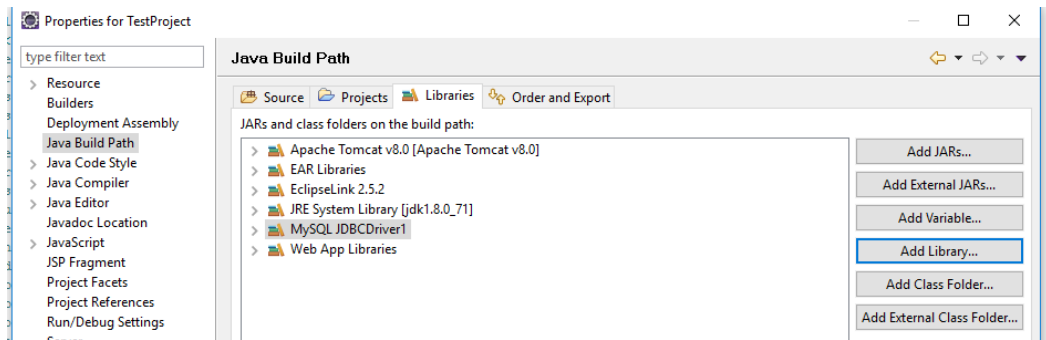 Properties for TestProject
type filter text
Resource
Builders
Deployment Assembly
Java Build Path
Java Code Style
Java Compiler
Java Editor
Javadoc Location
JavaScript
JSP Fragment
Project Facets
Project References
Run/Debug Settings
Java Build Path
Source Projects Libraries Order and Export
JARs and class folders on the build path:
Apache Tomcat v8.0 [Apache Tomcat v8.0]
EAR Libraries
EclipseLink 2.5.2
JRE System Library [jdk1.8.0_71]
MySQL JDBCDriver1
Web App Libraries
Add JARs...
Add External JARs...
Add Variable...
Add Library...
Add Class Folder...
Add External Class Folder...